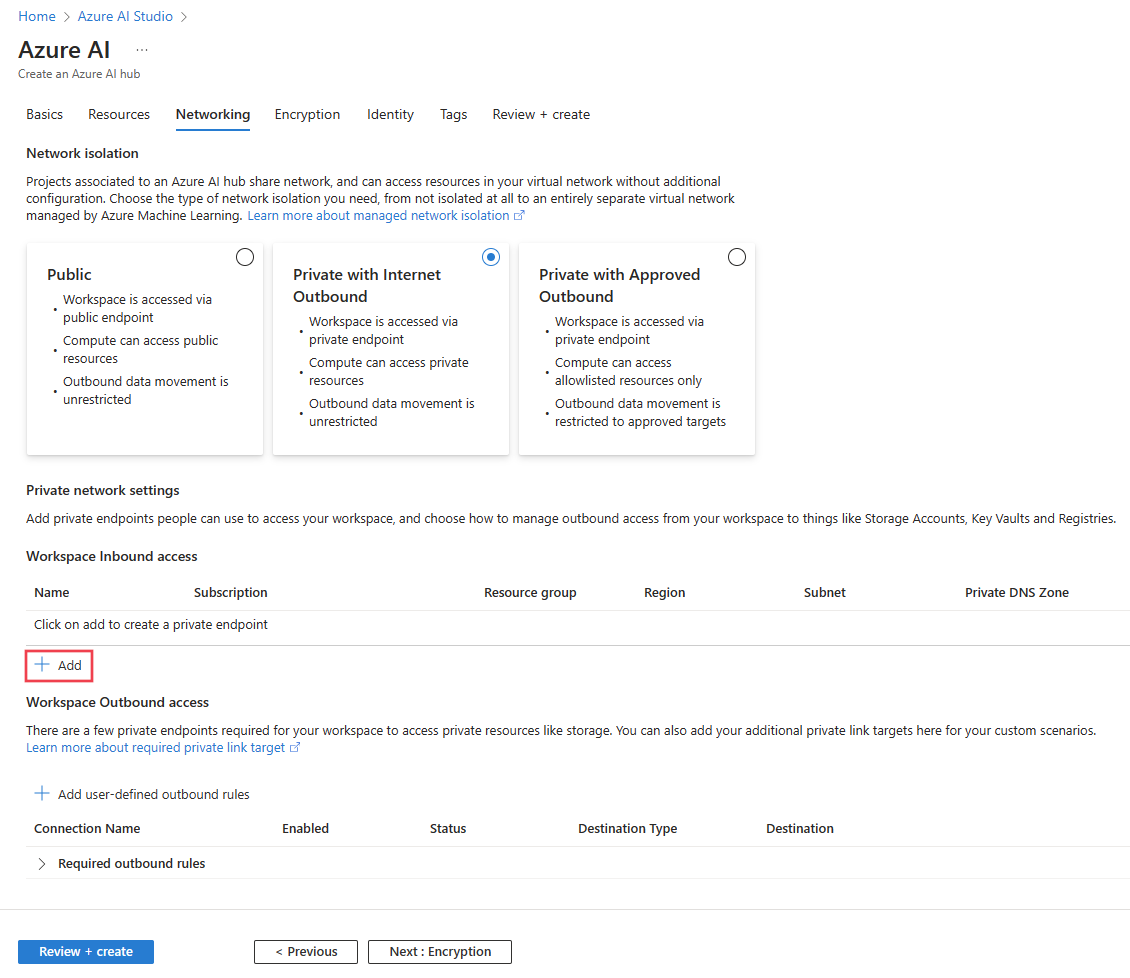 Home > Azure AI Studio >
Azure AI ...
Create an Azure AI hub
Basics Resources Networking Encryption Identity Tags Review + create
Network isolation
Projects associated to an Azure AI hub share network, and can access resources in your virtual network without additional
configuration. Choose the type of network isolation you need, from not isolated at all to an entirely separate virtual network
managed by Azure Machine Learning. Learn more about managed network isolation
Public
• Workspace is accessed via
public endpoint
• Compute can access public
resources
• Outbound data movement is
unrestricted
Private with Internet
Outbound
• Workspace is accessed via
private endpoint
• Compute can access private
resources
• Outbound data movement is
unrestricted
Private with Approved
Outbound
• Workspace is accessed via
private endpoint
• Compute can access
allowlisted resources only
• Outbound data movement is
restricted to approved targets
Private network settings
Add private endpoints people can use to access your workspace, and choose how to manage outbound access from your workspace to things like Storage Accounts, Key Vaults and Registries.
Workspace Inbound access
Name Subscription Resource group Region Subnet Private DNS Zone
Click on add to create a private endpoint
+ Add
Workspace Outbound access
There are a few private endpoints required for your workspace to access private resources like storage. You can also add your additional private link targets here for your custom scenarios.
Learn more about required private link target
+ Add user-defined outbound rules
Connection Name Enabled Status Destination Type Destination
> Required outbound rules
Review + create < Previous Next : Encryption